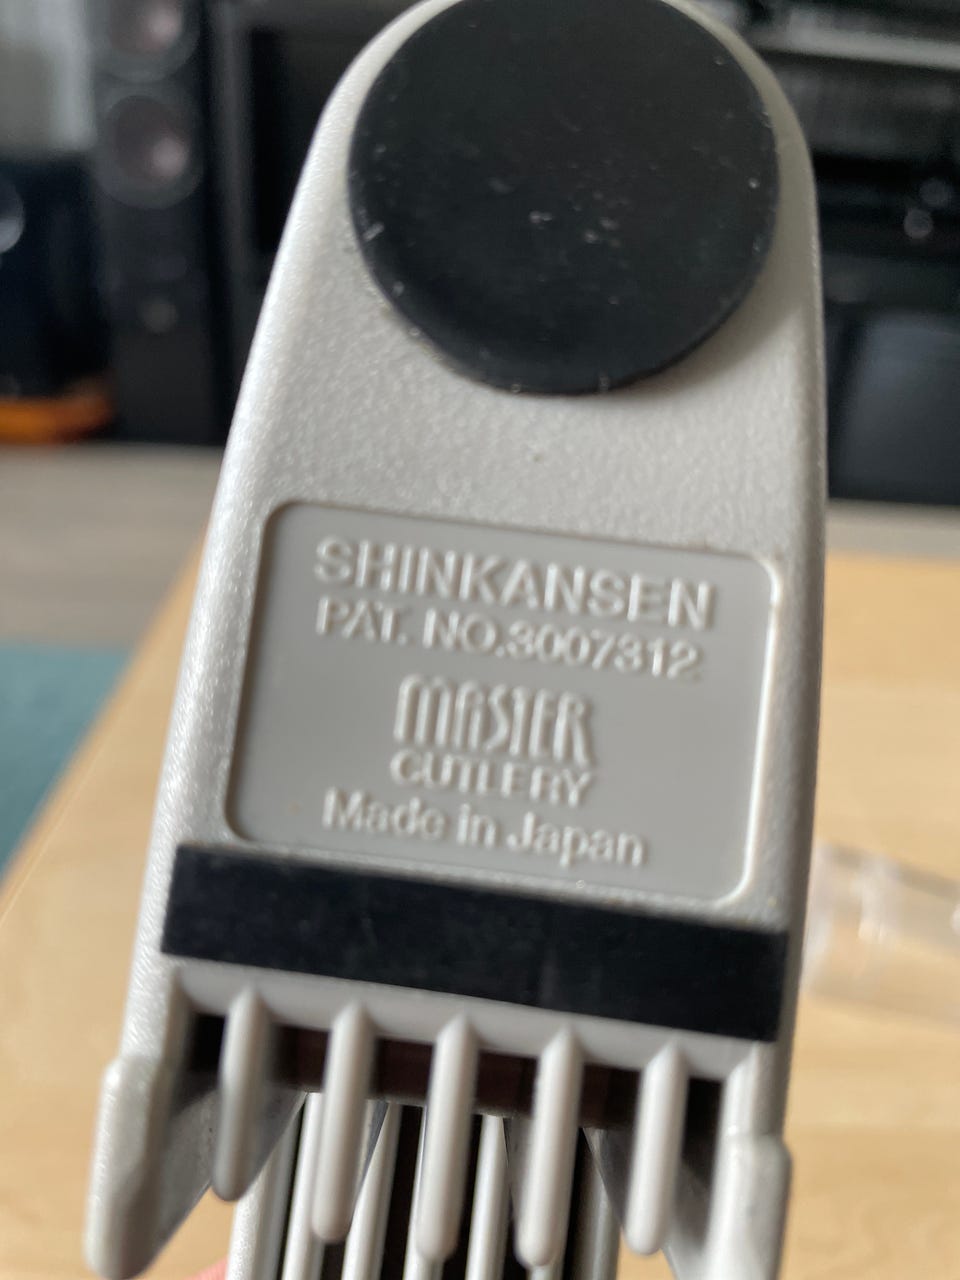 SHINKANSEN
PAT. NO.3007312
MASTER
CUTLERY
Made in Japan